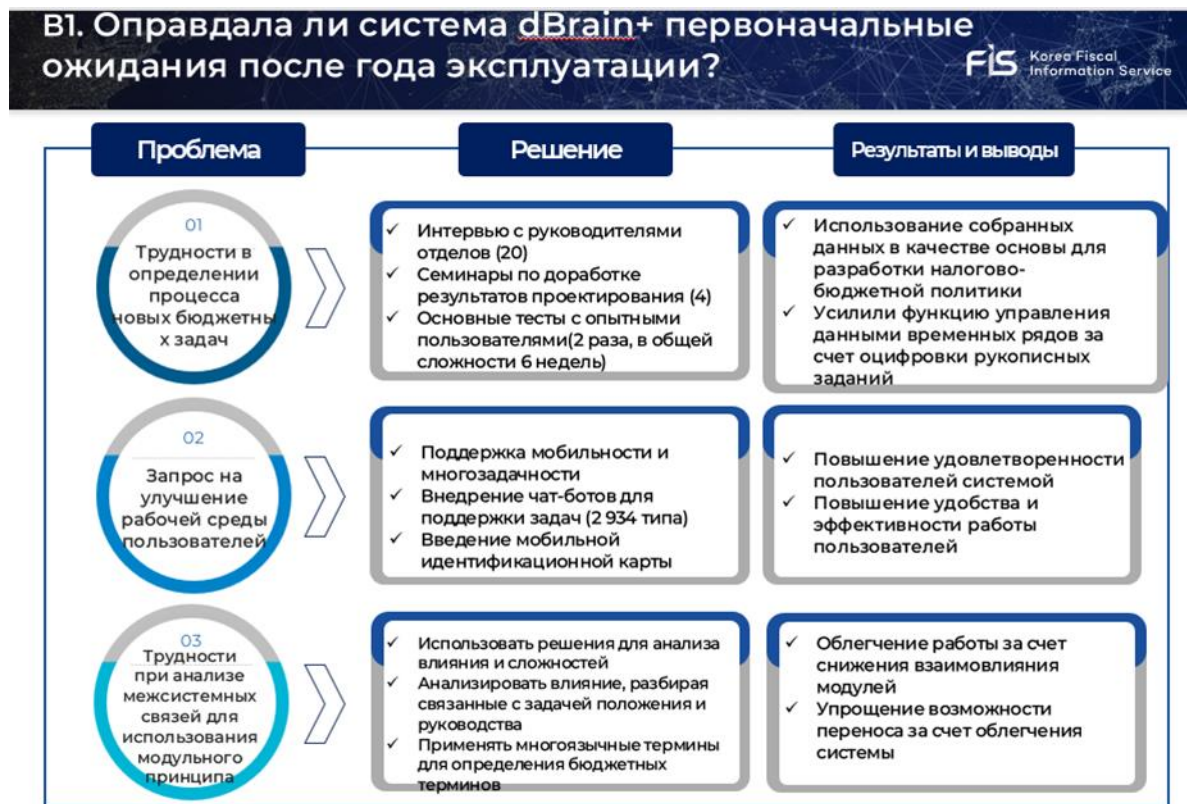 В1. Оправдала ли система dBrain+ первоначальные
ожидания после года эксплуатации?
FIS Korea Fiscal
Information Service
Проблема
Решение
Результаты и выводы
01
Трудности в
определении
процесса
новых бюджетны
х задач
✓ Интервью с руководителями
отделов (20)
✓ Семинары по доработке
результатов проектирования (4)
✓ Основные тесты с опытными
пользователями(2 раза, в общей
сложности 6 недель)
✓ Использование собранных
данных в качестве основы для
разработки налогово-
бюджетной политики
✓ Усилили функцию управления
данными временных рядов за
счет оцифровки рукописных
заданий
02
Запрос на
улучшение
рабочей среды
пользователей
✓ Поддержка мобильности и
многозадачности
✓ Внедрение чат-ботов для
поддержки задач (2 934 типа)
✓ Введение мобильной
идентификационной карты
✓ Повышение удовлетворенности
пользователей системой
✓ Повышение удобства и
эффективности работы
пользователей
03
Трудности
при анализе
межсистемных
связей для
использования
модульного
принципа
✓ Использовать решения для анализа
влияния и сложностей
✓ Анализировать влияние, разбирая
связанные с задачей положения и
руководства
✓ Применять многоязычные термины
для определения бюджетных
терминов
✓ Облегчение работы за счет
снижения взаимовлияния
модулей
✓ Упрощение возможности
переноса за счет облегчения
системы